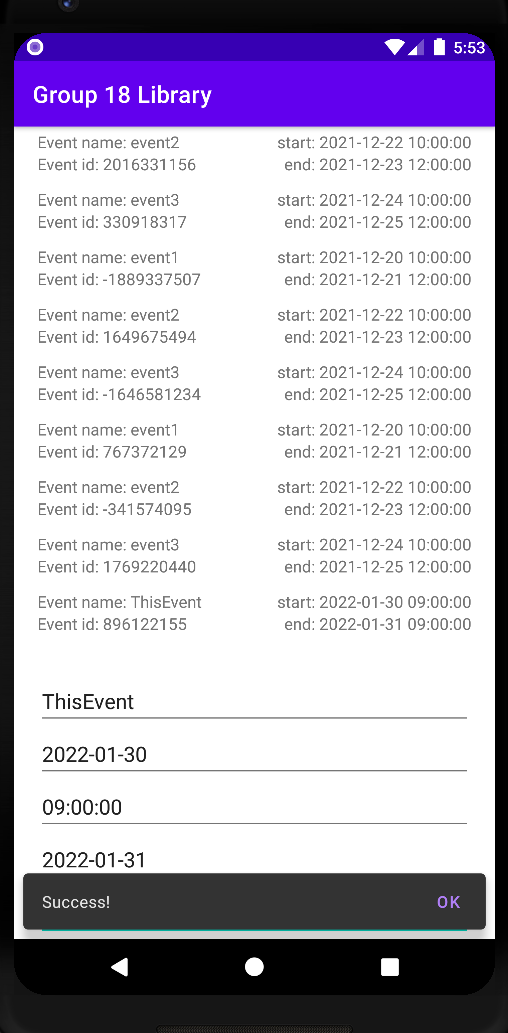 5:53
Group 18 Library
Event name: event2 start: 2021-12-22 10:00:00
Event id: 2016331156 end: 2021-12-23 12:00:00
Event name: event3 start: 2021-12-24 10:00:00
Event id: 330918317 end: 2021-12-25 12:00:00
Event name: event1 start: 2021-12-20 10:00:00
Event id: -1889337507 end: 2021-12-21 12:00:00
Event name: event2 start: 2021-12-22 10:00:00
Event id: 1649675494 end: 2021-12-23 12:00:00
Event name: event3 start: 2021-12-24 10:00:00
Event id: -1646581234 end: 2021-12-25 12:00:00
Event name: event1 start: 2021-12-20 10:00:00
Event id: 767372129 end: 2021-12-21 12:00:00
Event name: event2 start: 2021-12-22 10:00:00
Event id: -341574095 end: 2021-12-23 12:00:00
Event name: event3 start: 2021-12-24 10:00:00
Event id: 1769220440 end: 2021-12-25 12:00:00
Event name: ThisEvent start: 2022-01-30 09:00:00
Event id: 896122155 end: 2022-01-31 09:00:00
ThisEvent
2022-01-30
09:00:00
2022-01-31
Success! OK